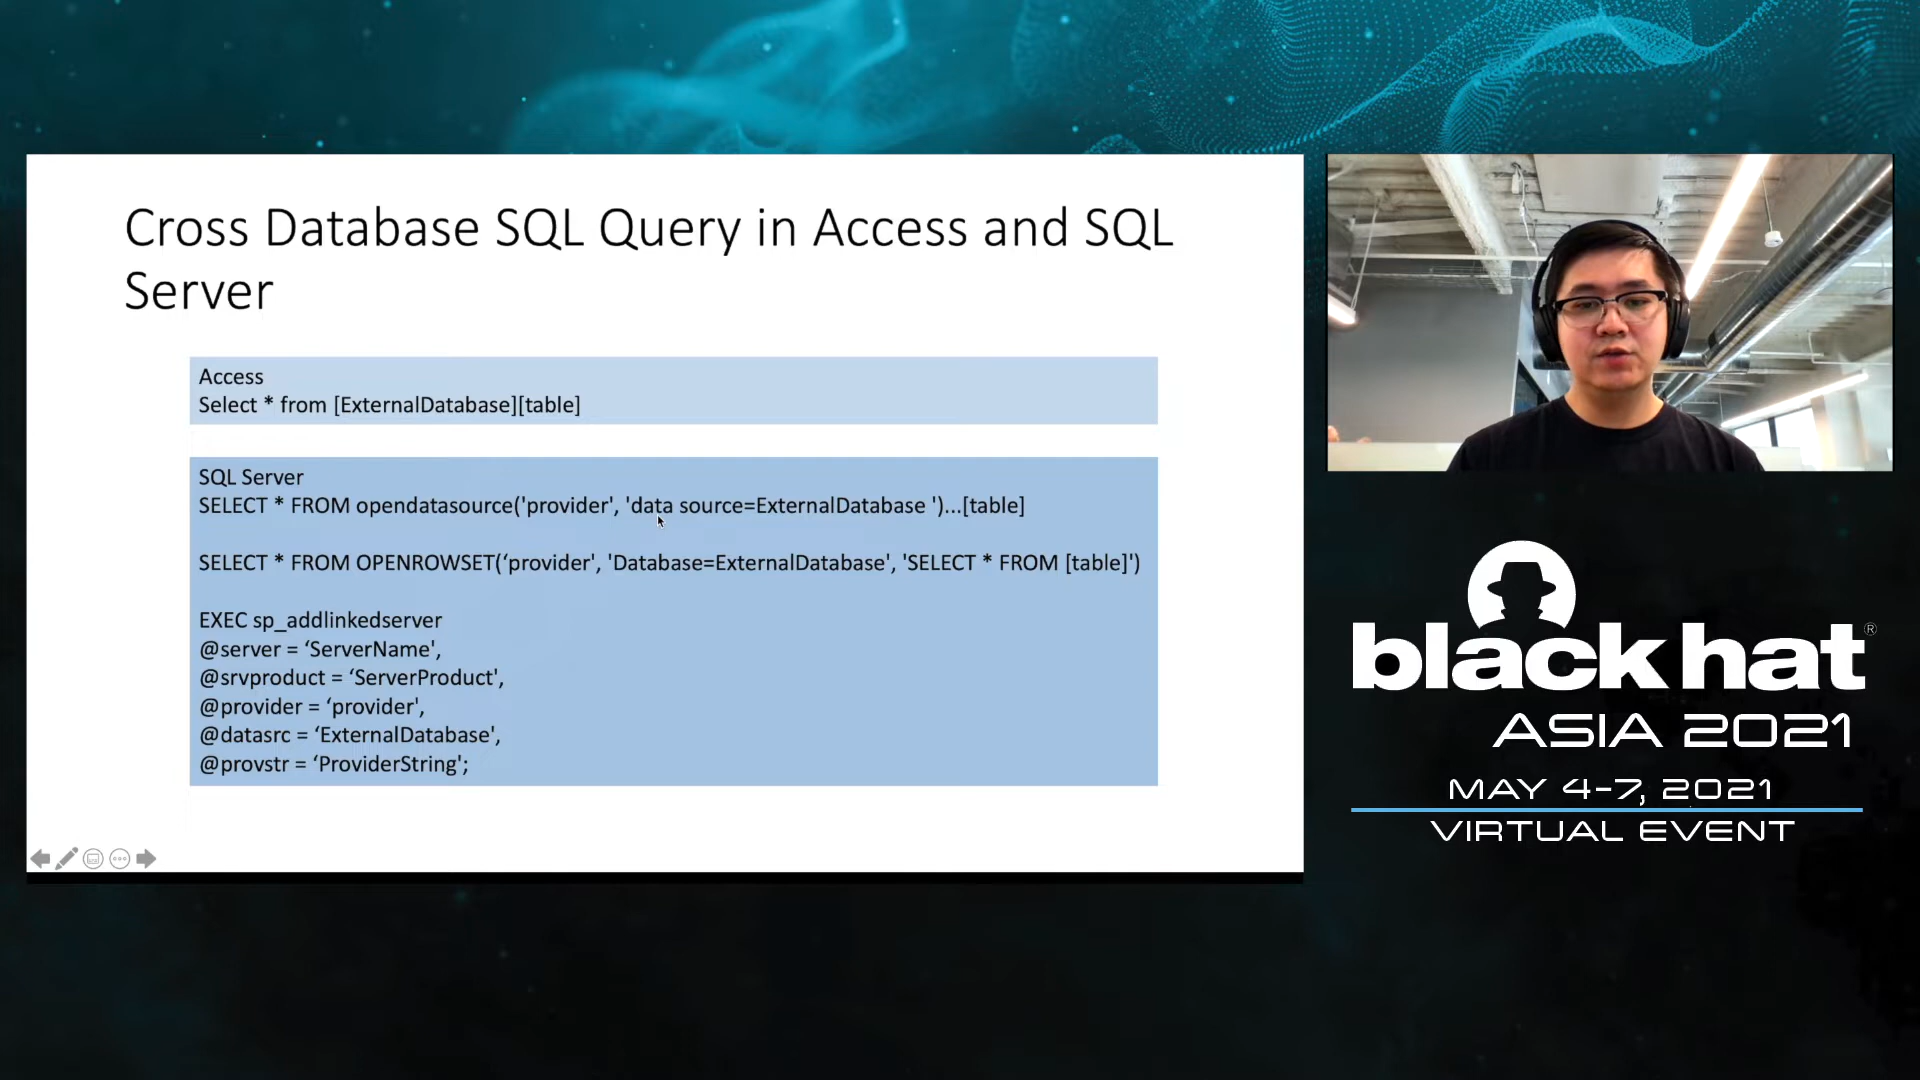 Cross Database SQL Query in Access and SQL
Server
Access
Select * from [ExternalDatabase][table]
SQL Server
SELECT * FROM opendatasource('provider', 'data source=ExternalDatabase ')...[table]
SELECT * FROM OPENROWSET(‘provider', 'Database=ExternalDatabase', 'SELECT * FROM [table]')
EXEC sp_addlinkedserver
@server = ‘ServerName',
@srvproduct = ‘ServerProduct',
@provider = ‘provider',
@datasrc = ‘ExternalDatabase',
@provstr = ‘ProviderString';
black hat®
ASIA 2021
MAY 4-7, 2021
VIRTUAL EVENT